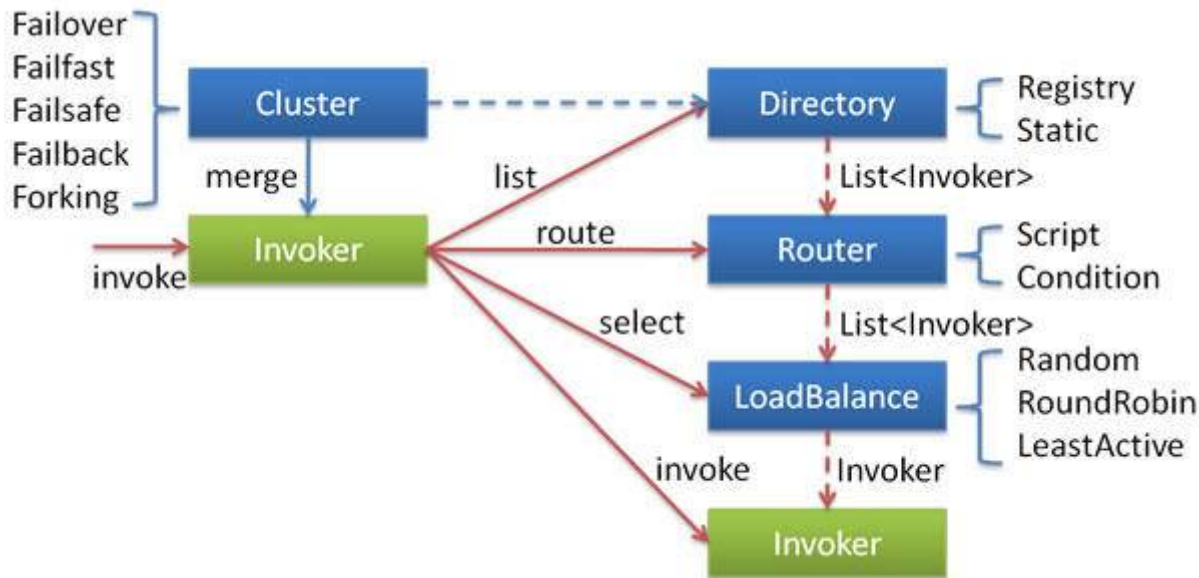 Failover
Failfast
Failsafe
Failback
Forking
Cluster
Directory
Registry
Static
merge
list
List<Invoker>
invoke
Invoker
route
Router
Script
Condition
select
List<Invoker>
LoadBalance
Random
RoundRobin
LeastActive
invoke
Invoker
Invoker